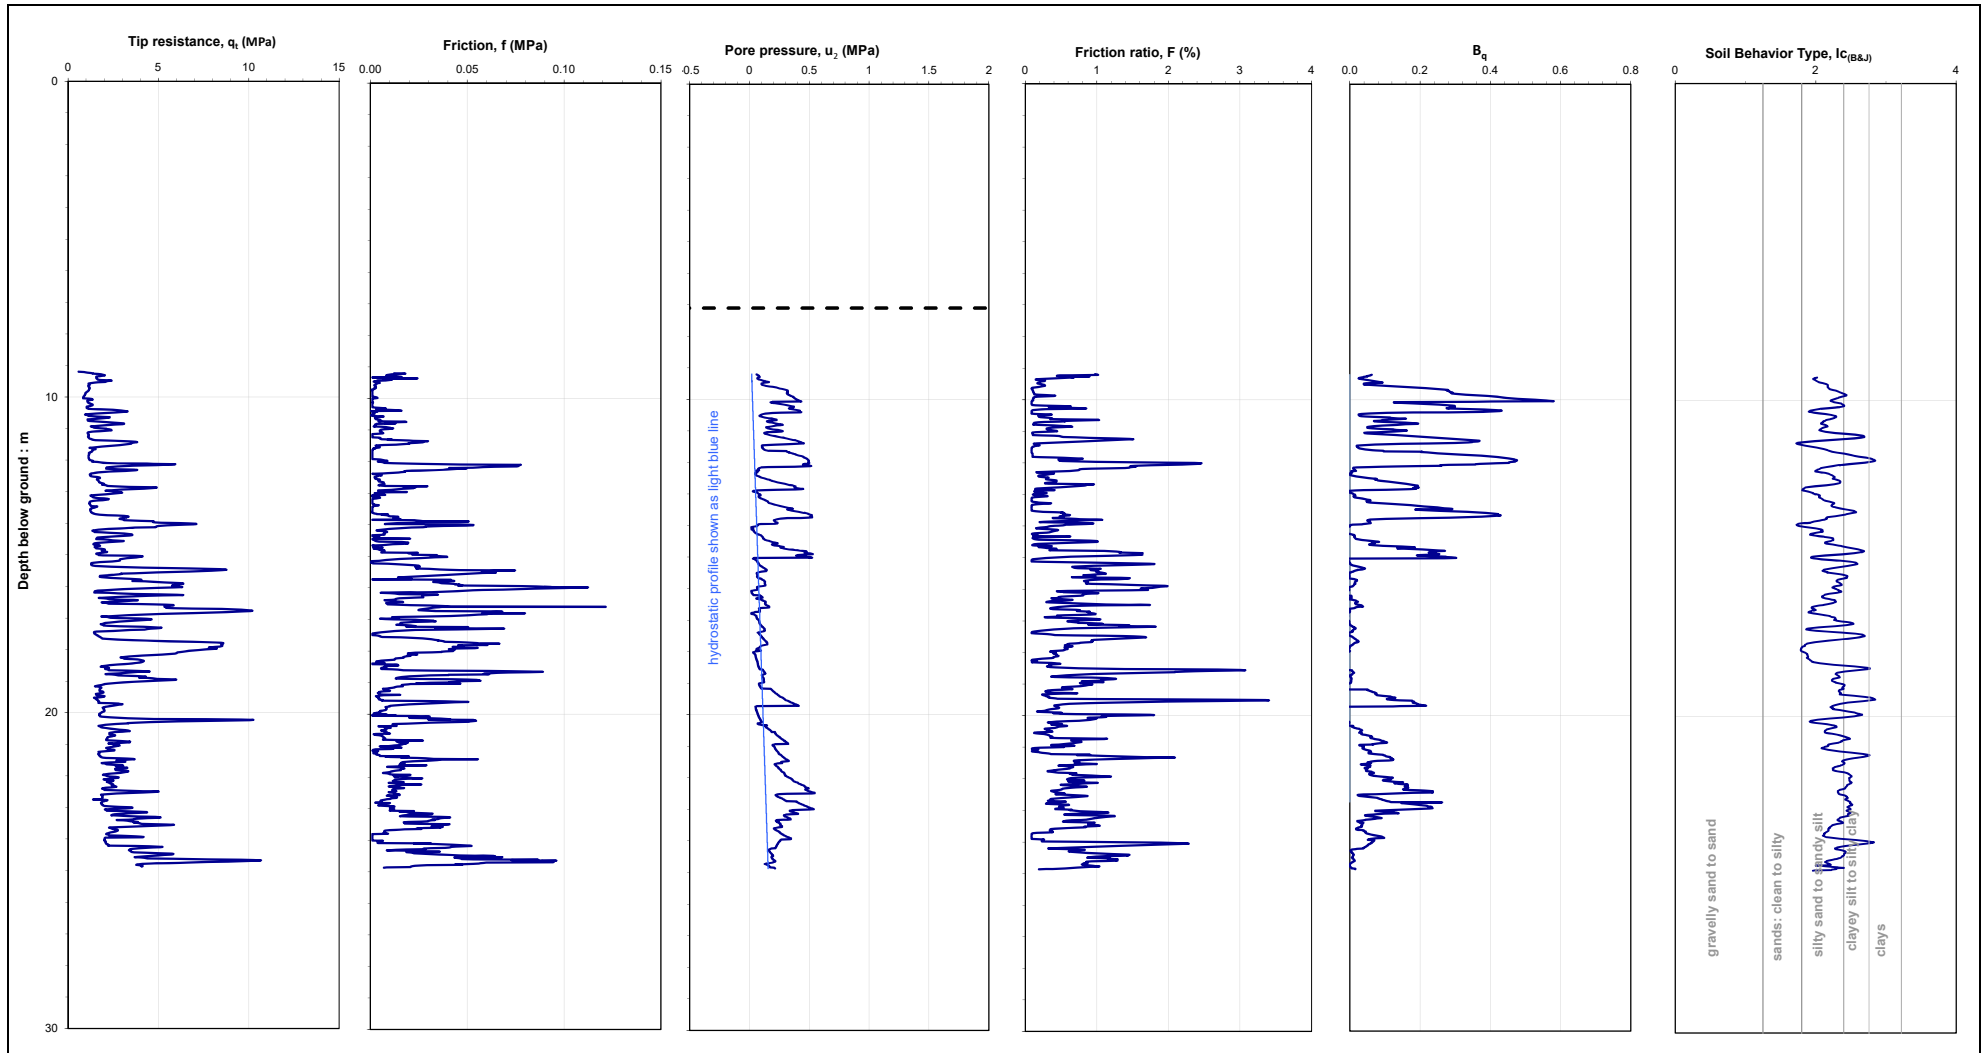 Tip resistance, qt (MPa)
0 5 10 15
Friction, f (MPa)
0.00 0.05 0.10 0.15
Pore pressure, u2 (MPa)
-0.5 0 0.5 1 1.5 2
Friction ratio, F (%)
0 1 2 3 4
Bq
0.0 0.2 0.4 0.6 0.8
Soil Behavior Type, Ic(B&J)
0 2 4
Depth below ground : m
0
10
20
30
hydrostatic profile shown as light blue line
gravelly sand to sand
sands: clean to silty
silty sand to sandy silt
clayey silt to silty clay
clays